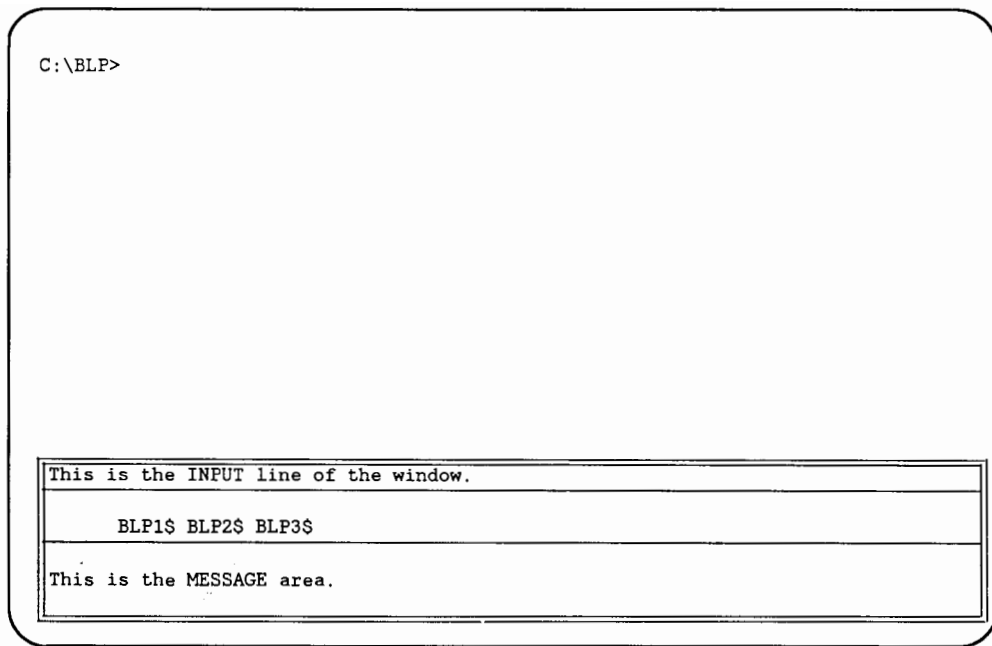 C:\BLP>
This is the INPUT line of the window.
BLP1$ BLP2$ BLP3$
This is the MESSAGE area.